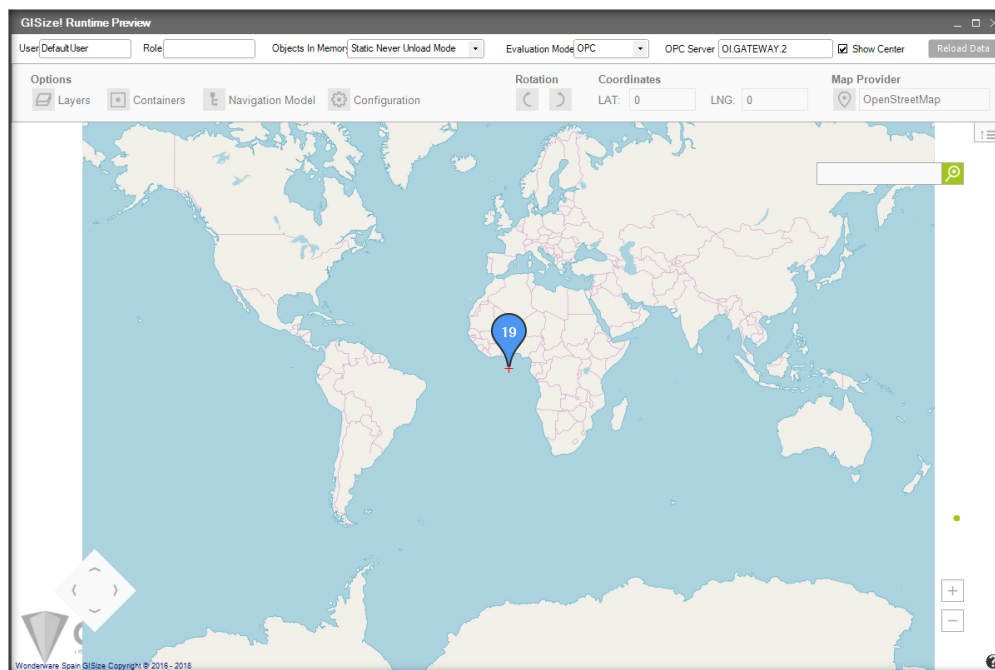 GISize! Runtime Preview
User DefaultUser Role Objects In Memory Static Never Unload Mode Evaluation Mode OPC OPC Server OI.GATEWAY.2 Show Center Reload Data
Options Rotation Coordinates Map Provider
Layers Containers Navigation Model Configuration LAT: 0 LNG: 0 OpenStreetMap
19
Wonderware Spain GISize Copyright © 2016 - 2018